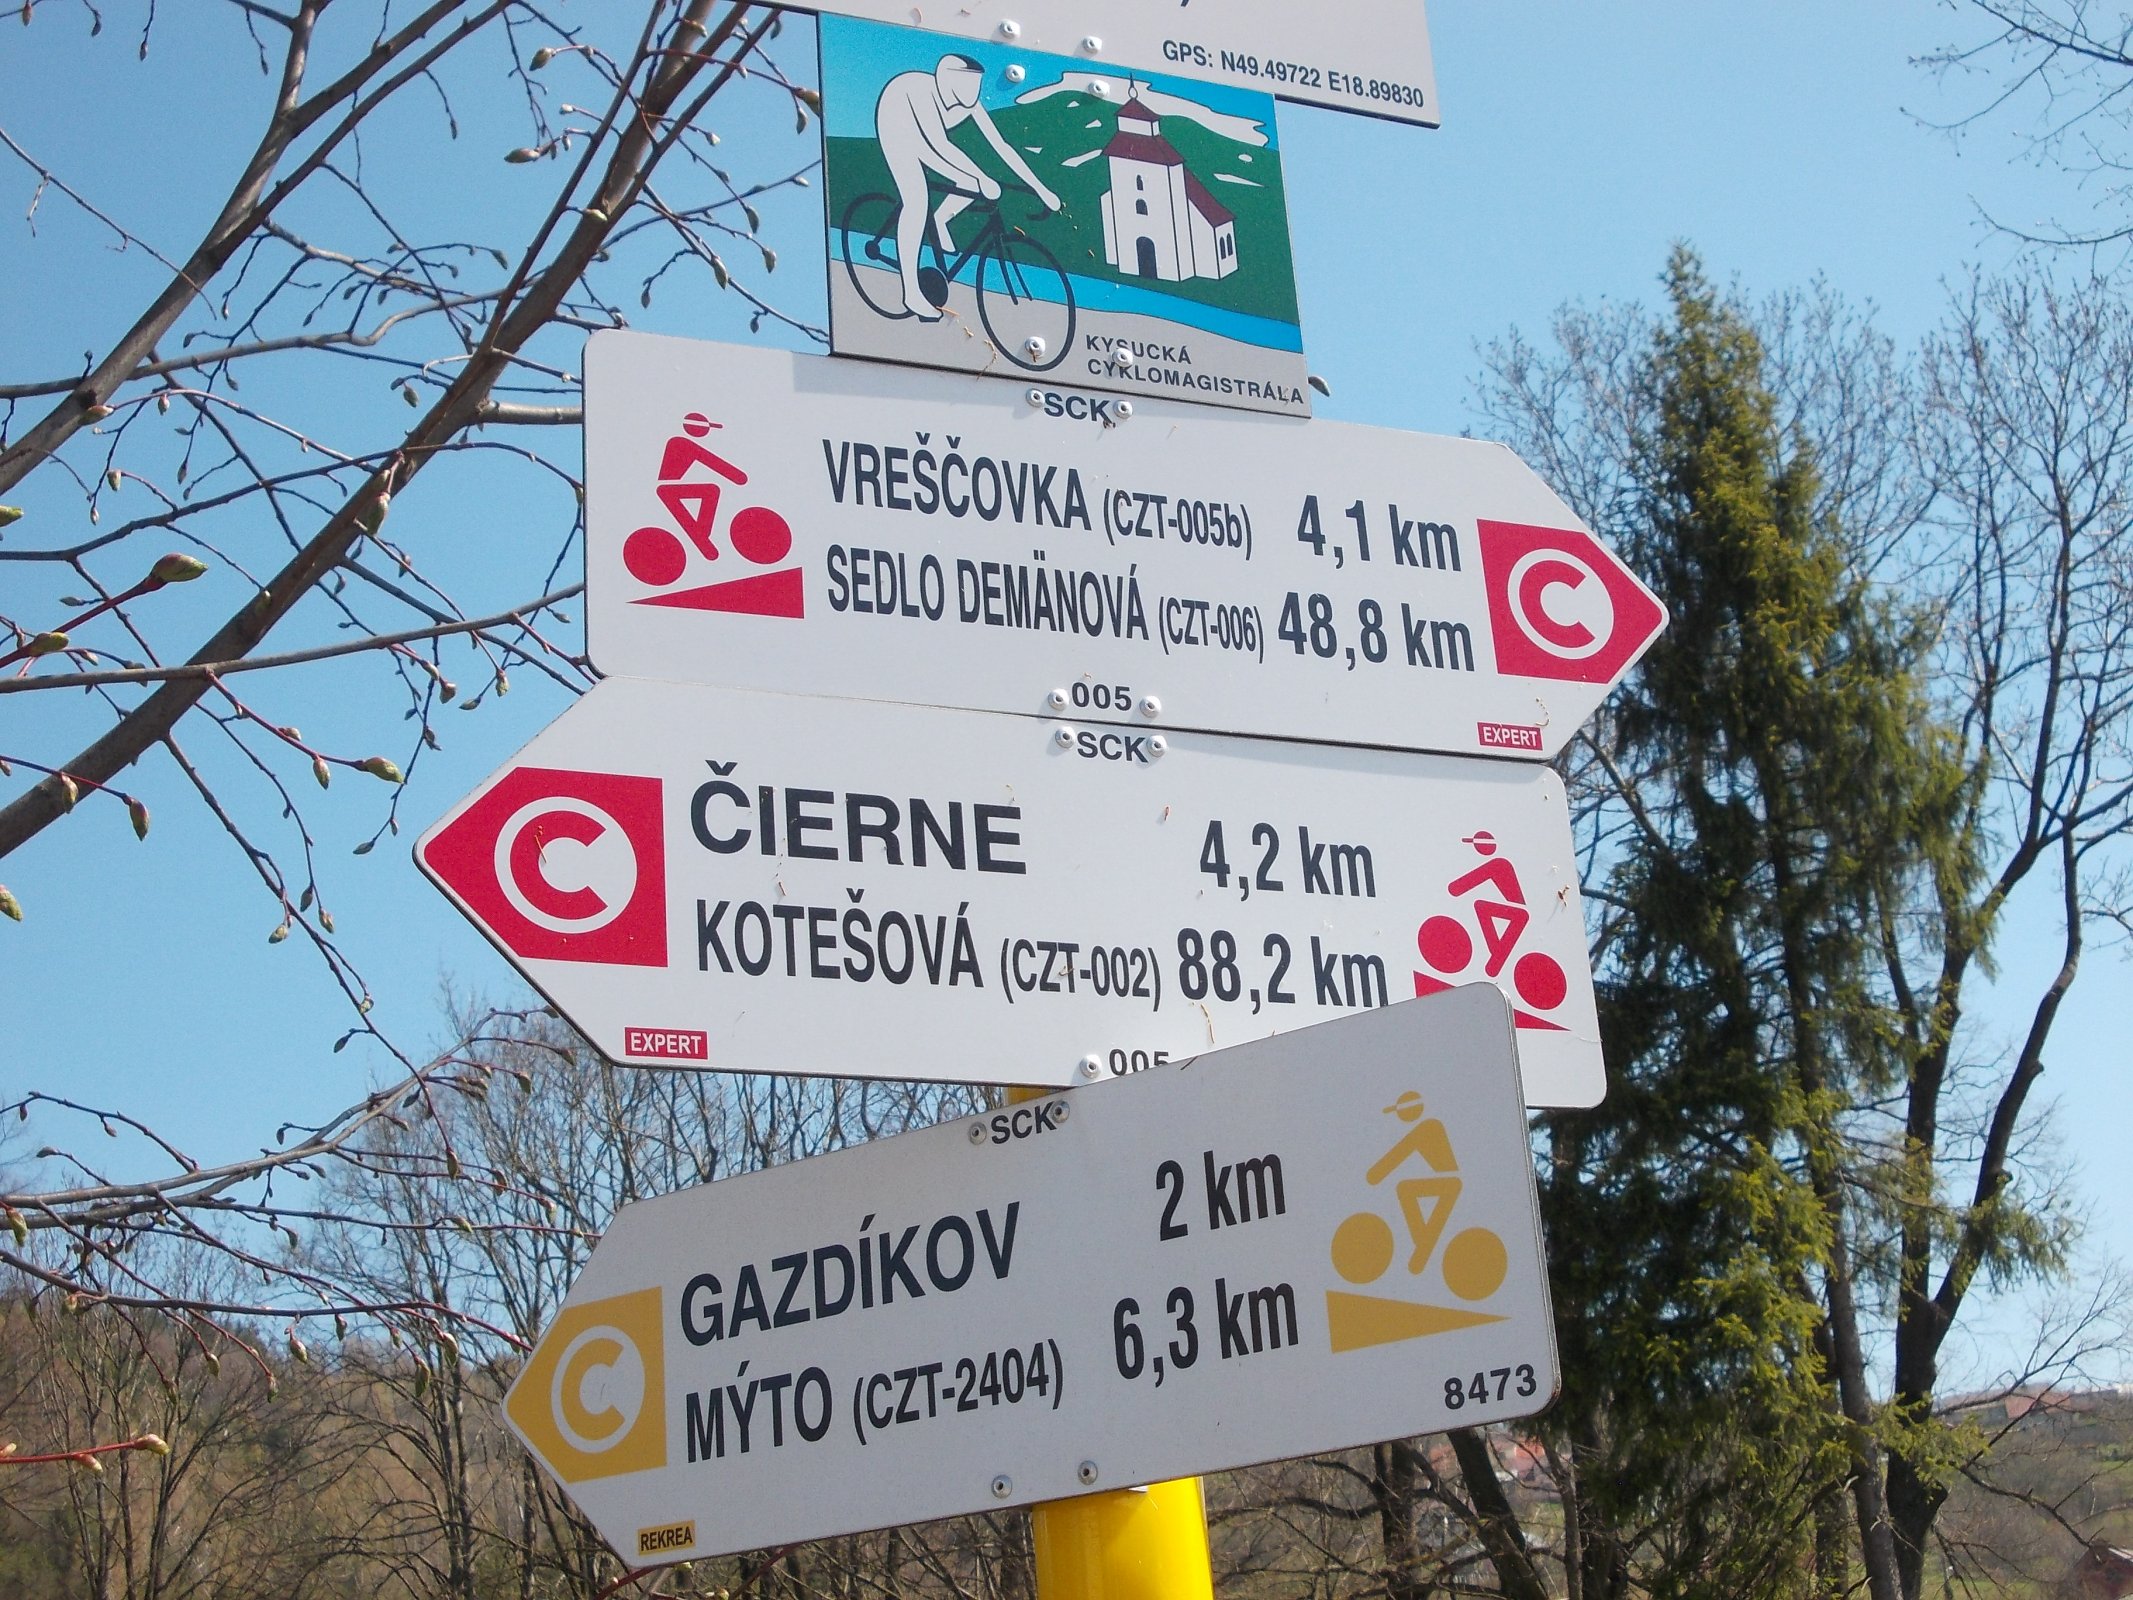 GPS: N49.49722 E18.89830
KYSUCKÁ
CYKLOMAGISTRÁLA
SCK
VREŠČOVKA (CZT-005b) 4,1 km
SEDLO DEMÄNOVÁ (CZT-006) 48,8 km
C
005
EXPERT
SCK
C
ČIERNE 4,2 km
KOTEŠOVÁ (CZT-002) 88,2 km
EXPERT
005
SCK
GAZDÍKOV 2 km
C
MÝTO (CZT-2404) 6,3 km
8473
REKREA